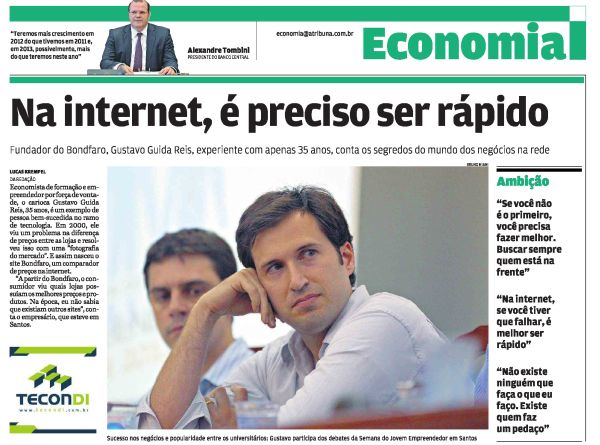 “Teremos mais crescimento em
2012 do que tivemos em 2011 e,
em 2013, possivelmente, mais
do que teremos neste ano”
Alexandre Tombini
PRESIDENTE DO BANCO CENTRAL
economia@atribuna.com.br
Economia
Na internet, é preciso ser rápido
Fundador do Bondfaro, Gustavo Guida Reis, experiente com apenas 35 anos, conta os segredos do mundo dos negócios na rede
LUCAS KREMPEL
DA REDAÇÃO
Economista de formação e em-
preendedor por força de vonta-
de, o carioca Gustavo Guida
Reis, 35 anos, é um exemplo de
pessoa bem-sucedida no ramo
de tecnologia. Em 2000, ele
viu um problema na diferença
de preços entre as lojas e resol-
veu isso com uma “fotografia
do mercado”. E assim nasceu o
site Bondfaro, um comparador
de preços na internet.
“A partir do Bondfaro, o con-
sumidor viu quais lojas pos-
suíam os melhores preços e pro-
dutos. Na época, eu não sabia
que existiam outros sites”, con-
ta o empresário, que esteve em
Santos.
TECONDI
www.tecondi.com.br
Sucesso nos negócios e popularidade entre os universitários: Gustavo participa dos debates da Semana do Jovem Empreendedor em Santos
Ambição
“Se você não
é o primeiro,
você precisa
fazer melhor.
Buscar sempre
quem está na
frente”
“Na internet,
se você tiver
que falhar, é
melhor ser
rápido”
“Não existe
ninguém que
faça o que eu
faço. Existe
quem faz
um pedaço”